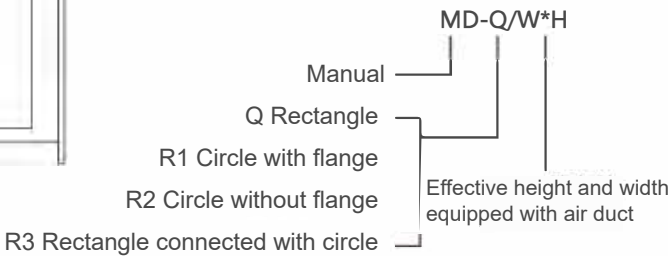 MD-Q/W*H
Manual
Q Rectangle
R1 Circle with flange
R2 Circle without flange
R3 Rectangle connected with circle
Effective height and width
equipped with air duct